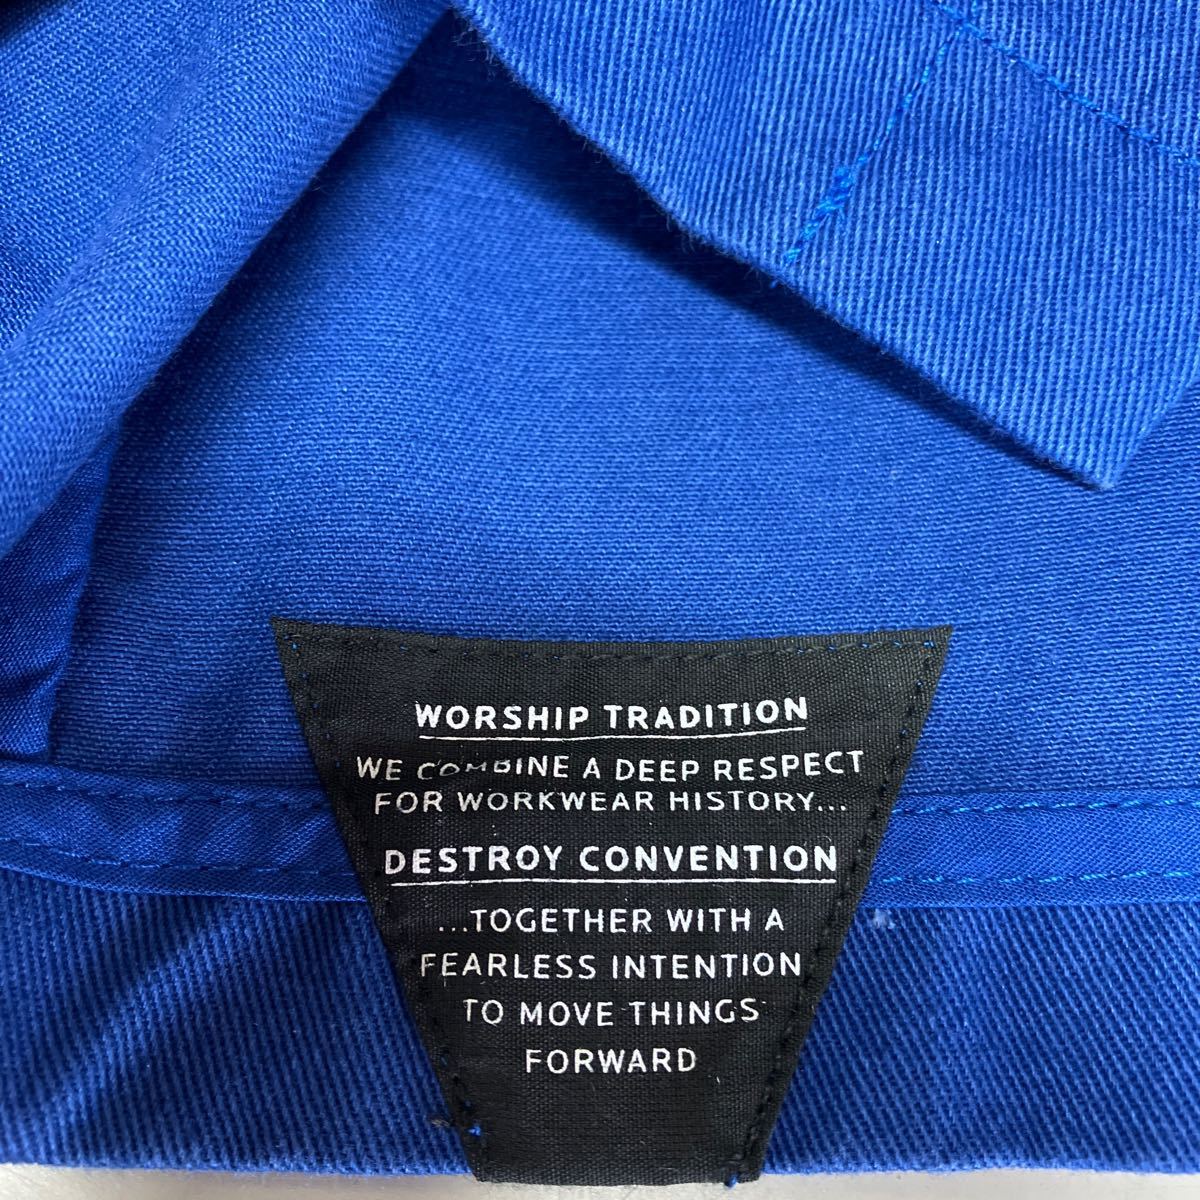 WORSHIP TRADITION
WE COMBINE A DEEP RESPECT
FOR WORKWEAR HISTORY...
DESTROY CONVENTION
...TOGETHER WITH A
FEARLESS INTENTION
TO MOVE THINGS
FORWARD